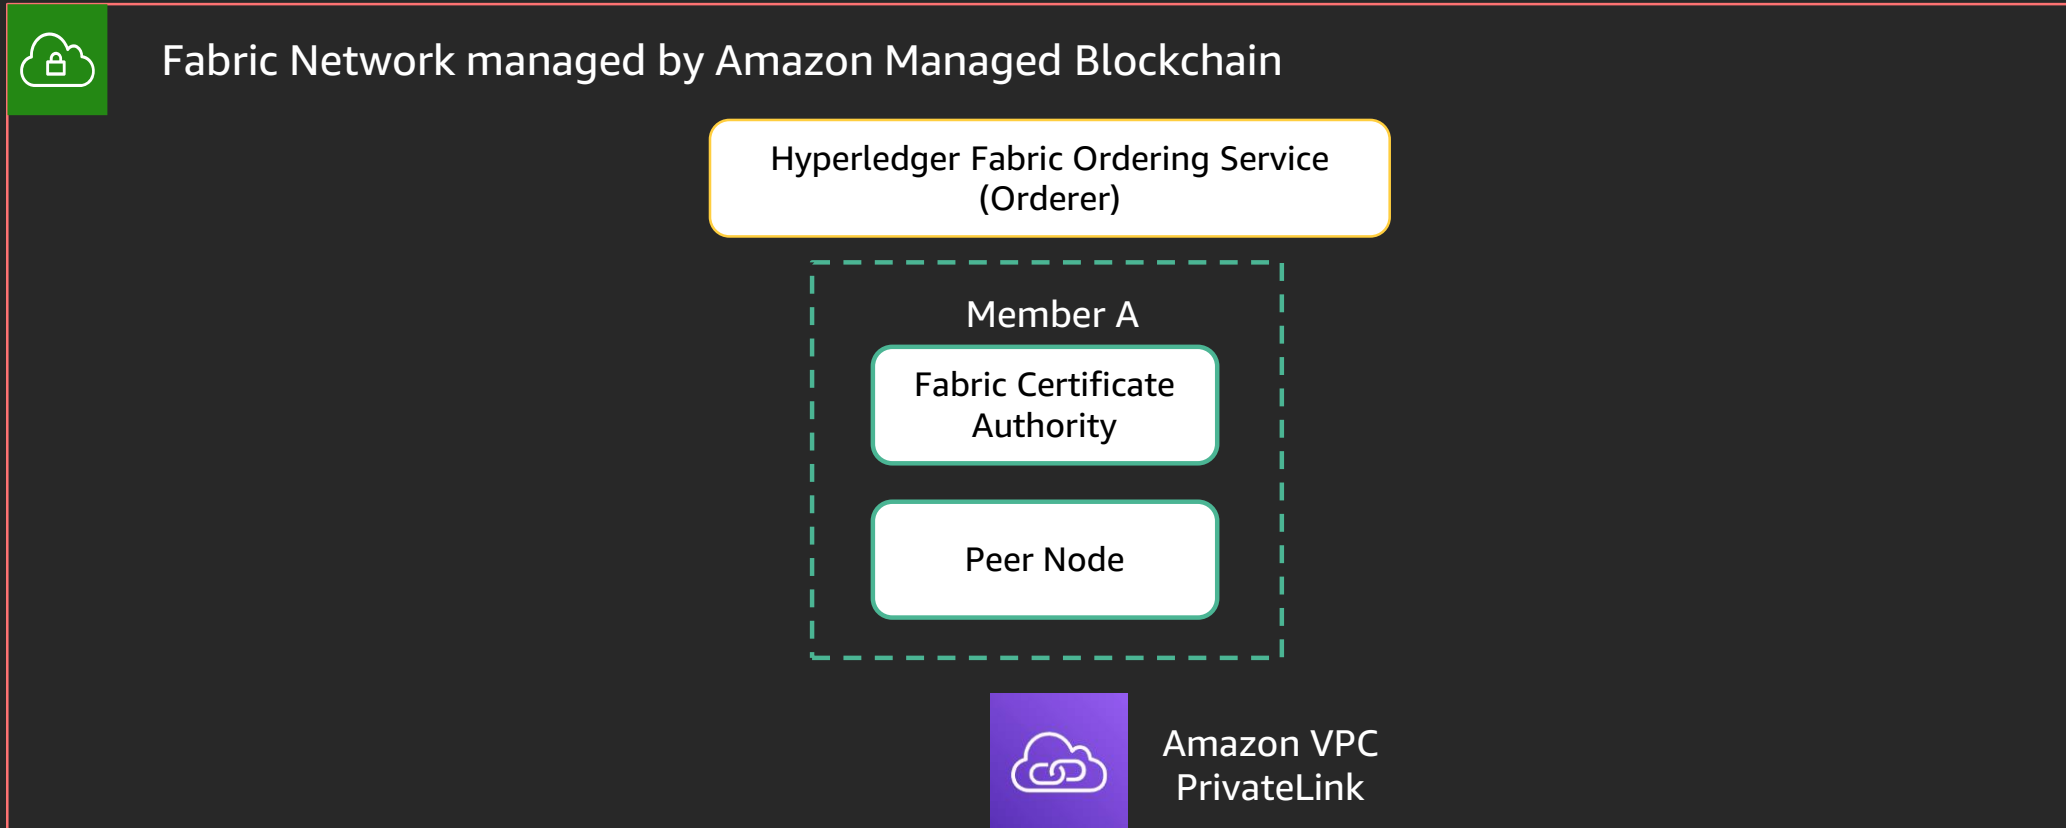 Fabric Network managed by Amazon Managed Blockchain
Hyperledger Fabric Ordering Service
(Orderer)
Member A
Fabric Certificate
Authority
Peer Node
Amazon VPC
PrivateLink